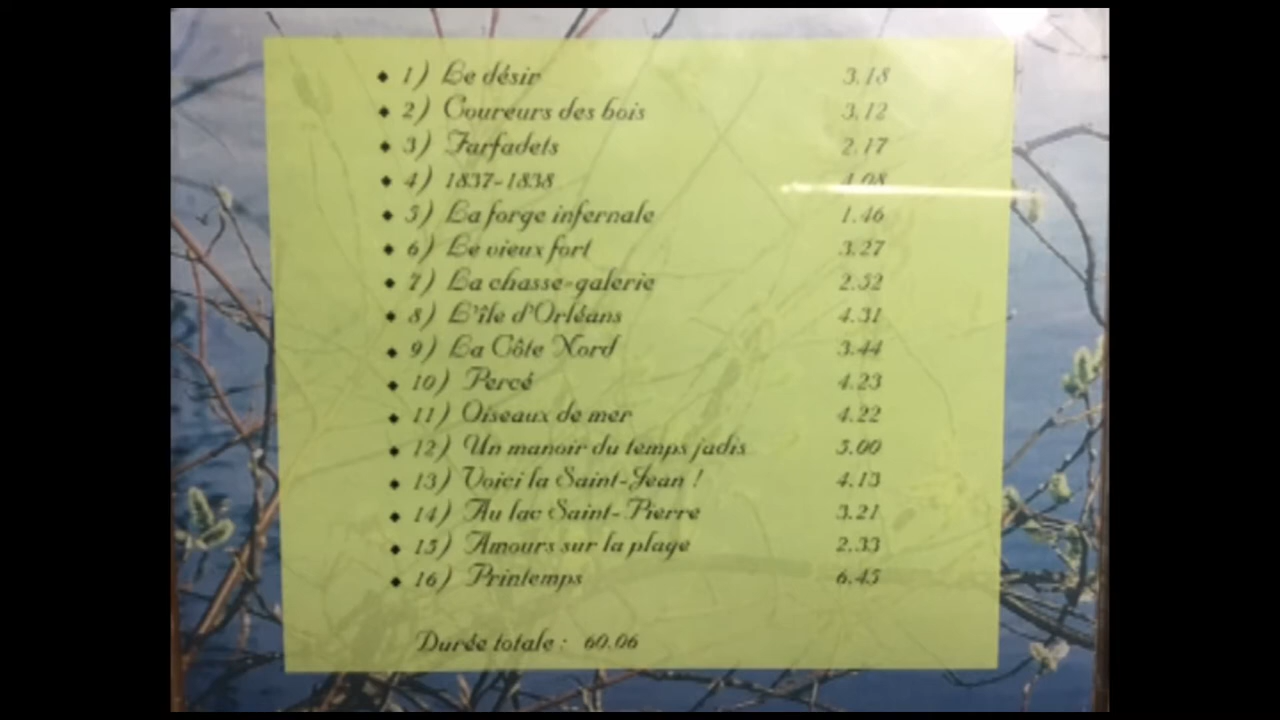 1) Le désir 3.18
2) Coureurs des bois 3.12
3) Farfadets 2.17
4) 1837-1838 4.08
5) La forge infernale 1.46
6) Le vieux fort 3.27
7) La chasse-galerie 2.52
8) L'île d'Orléans 4.31
9) La Côte Nord 3.44
10) Percé 4.23
11) Oiseaux de mer 4.22
12) Un manoir du temps jadis 5.00
13) Voici la Saint-Jean ! 4.13
14) Au lac Saint-Pierre 3.21
15) Amours sur la plage 2.33
16) Printemps 6.45
Durée totale : 60.06